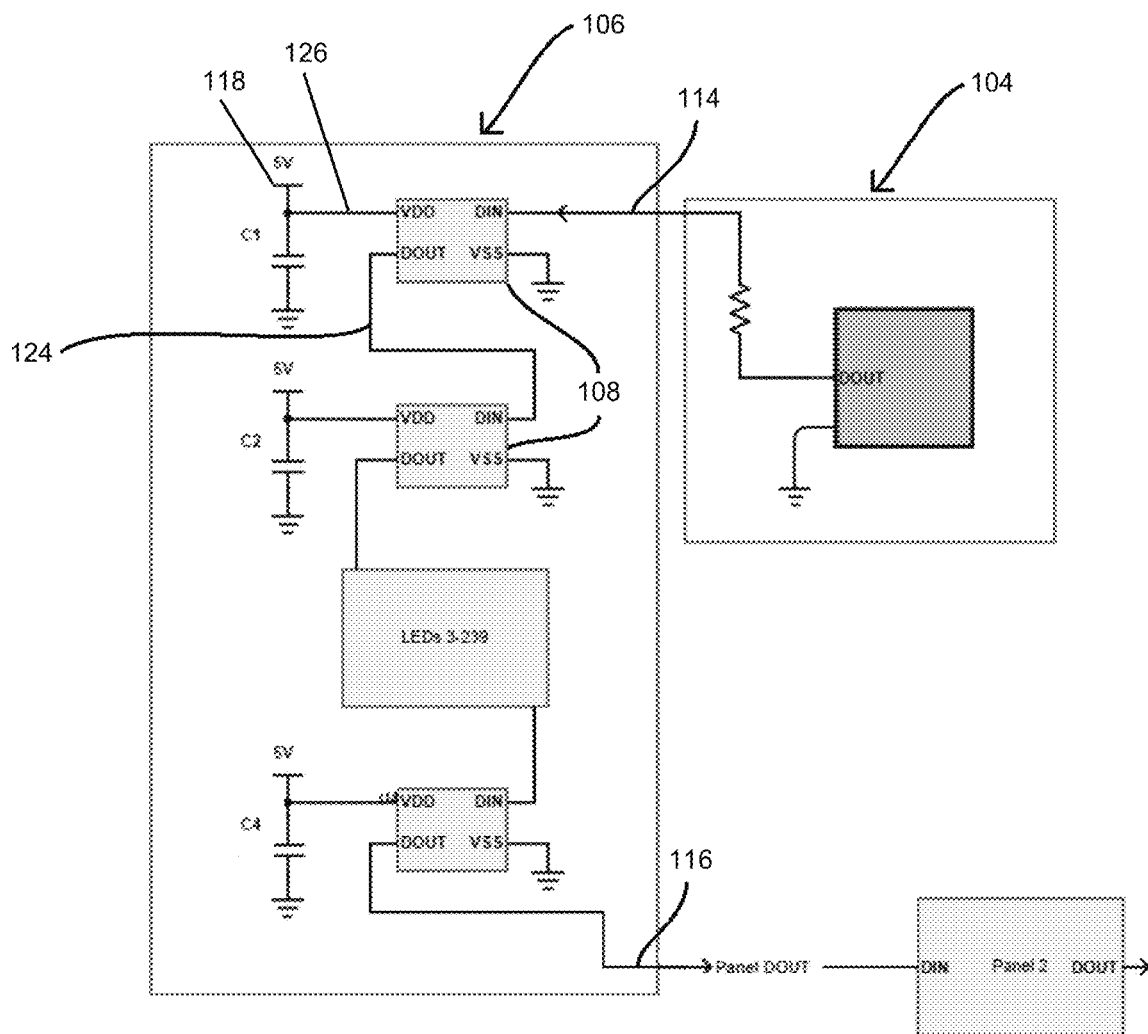 106
126
118
114
104
5V
VDD DIN
C1
DOUT VSS
124
5V
108
DOUT
VDD DIN
C2
DOUT VSS
LEDs 3-239
5V
VDD DIN
C4
DOUT VSS
116
Panel DOUT
DIN Panel 2 DOUT